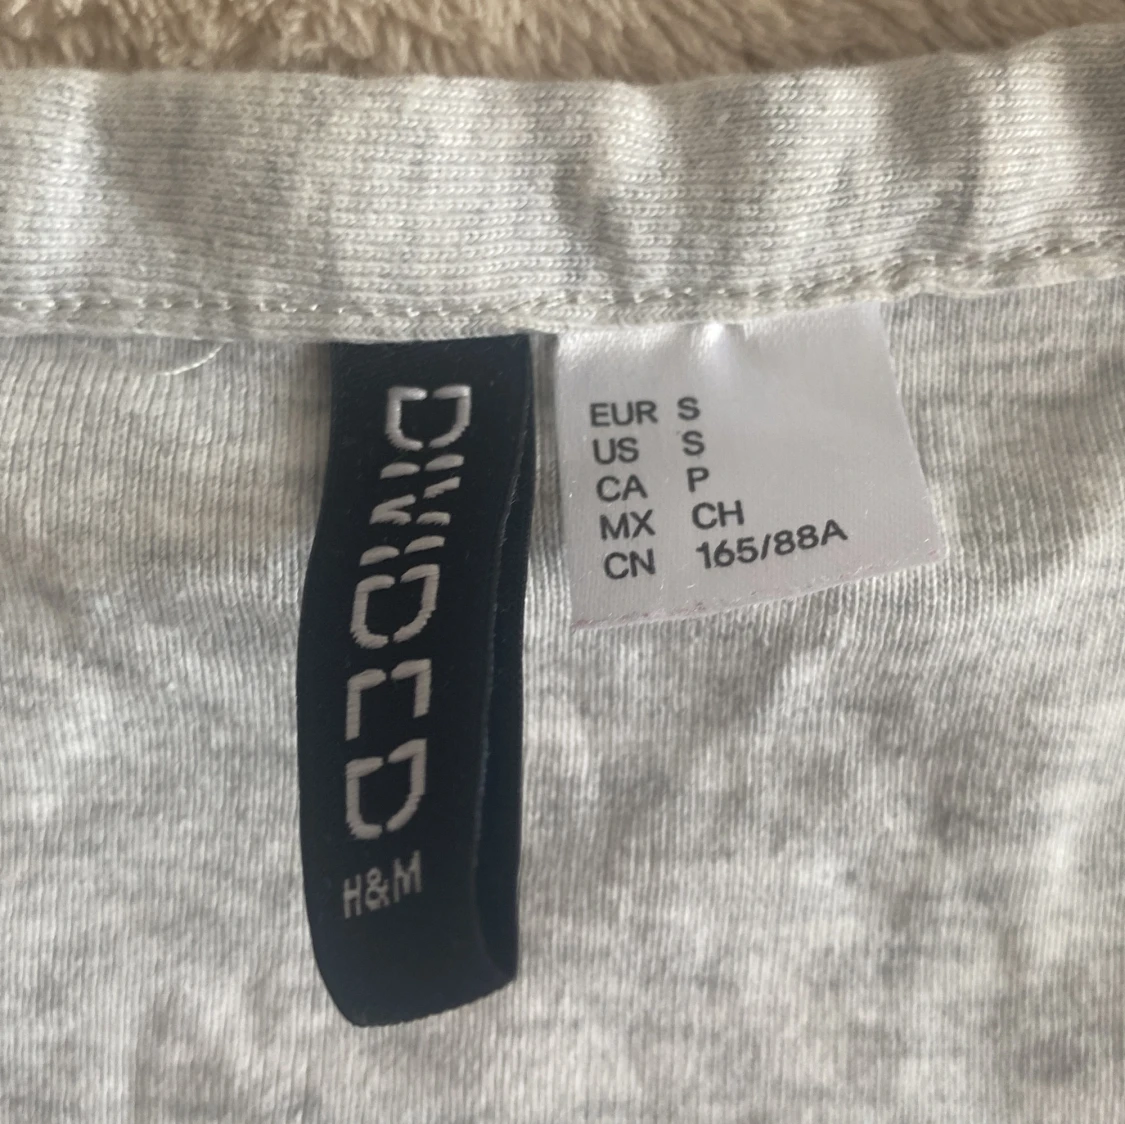 DIVIDED
H&M
EUR S
US S
CA P
MX CH
CN 165/88A